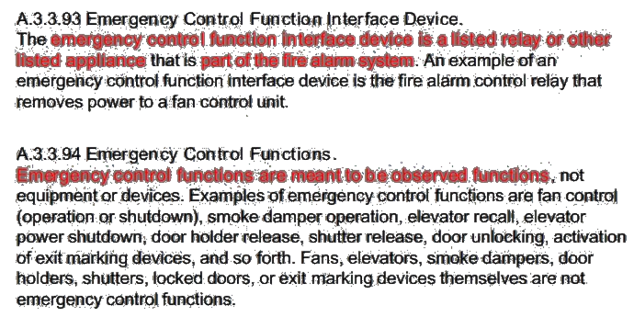 A.3.3.93 Emergency Control Function Interface Device.
The emergency control function interface device is a listed relay or other
listed appliance that is part of the fire alarm system. An example of an
emergency control function interface device is the fire alarm control relay that
removes power to a fan control unit.
A.3.3.94 Emergency Control Functions.
Emergency control functions are meant to be observed functions, not
equipment or devices. Examples of emergency control functions are fan control
(operation or shutdown), smoke damper operation, elevator recall, elevator
power shutdown, door holder release, shutter release, door unlocking, activation
of exit marking devices, and so forth. Fans, elevators, smoke dampers, door
holders, shutters, locked doors, or exit marking devices themselves are not
emergency control functions.